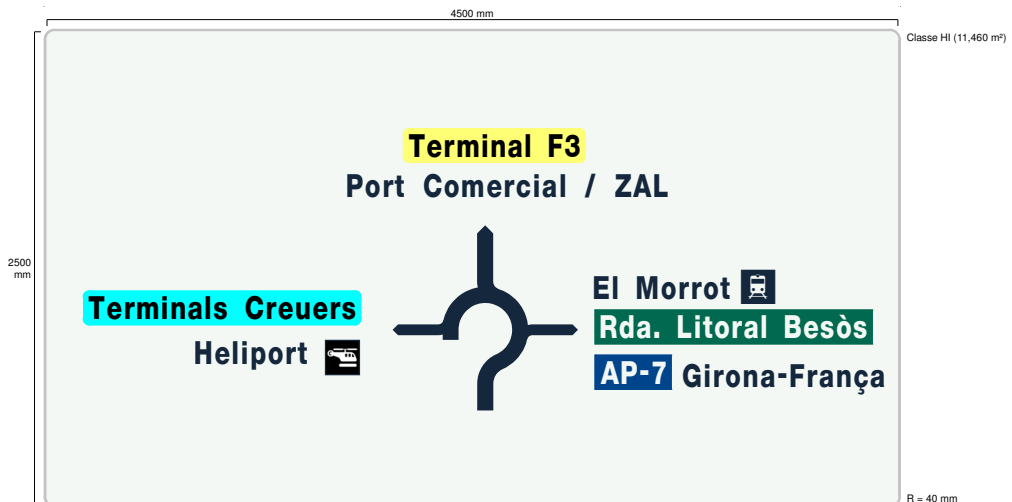 4500 mm
Classe HI (11,460 m²)
Terminal F3
Port Comercial / ZAL
2500
mm
El Morrot
Terminals Creuers
Rda. Litoral Besòs
Heliport
AP-7 Girona-França
R = 40 mm